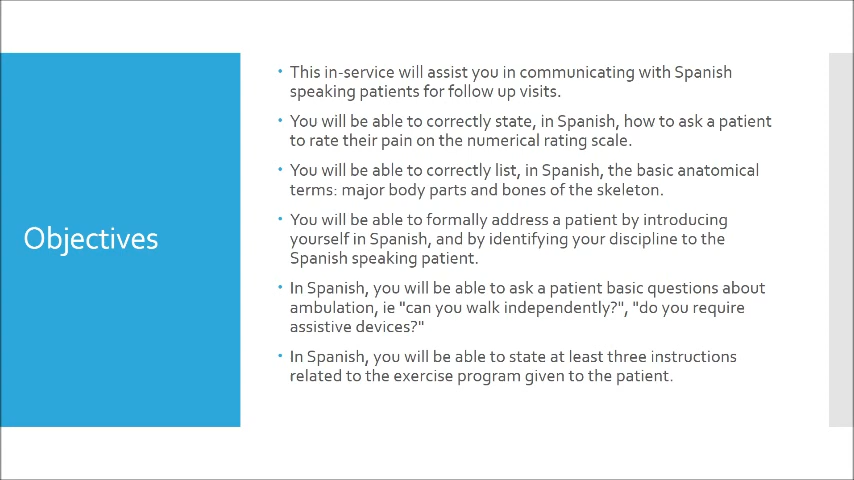 Objectives
• This in-service will assist you in communicating with Spanish
speaking patients for follow up visits.
• You will be able to correctly state, in Spanish, how to ask a patient
to rate their pain on the numerical rating scale.
• You will be able to correctly list, in Spanish, the basic anatomical
terms: major body parts and bones of the skeleton.
• You will be able to formally address a patient by introducing
yourself in Spanish, and by identifying your discipline to the
Spanish speaking patient.
• In Spanish, you will be able to ask a patient basic questions about
ambulation, ie "can you walk independently?", "do you require
assistive devices?"
• In Spanish, you will be able to state at least three instructions
related to the exercise program given to the patient.